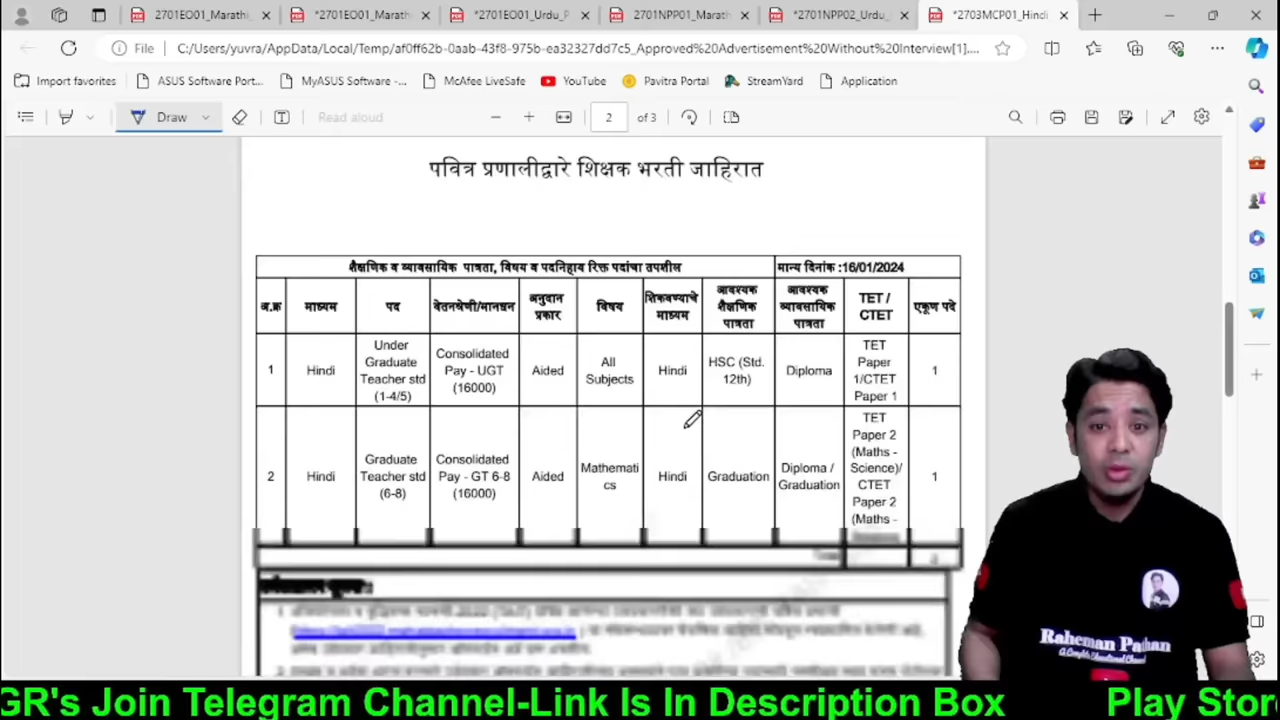 2701EO01_Marathi_
*2701EO01_Marath
*2701EO01_Urdu_P
2701NPP01_Marath
*2701NPP02_Urdu_
*2703MCP01_Hindi
File
C:/Users/yuvra/AppData/Local/Temp/af0ff62b-0aab-43f8-975b-ea32327dd7c5_Approved%20Advertisement%20Without%20Interview[1],...
Import favorites
ASUS Software Port...
MyASUS Software -...
McAfee LiveSafe
YouTube
Pavitra Portal
StreamYard
Application
Draw
Read aloud
2
of 3
पवित्र प्रणालीद्वारे शिक्षक भरती जाहिरात
शैक्षणिक व व्यावसायिक पात्रता, विषय व पदनिहाय रिक्त पदांचा तपशील
मान्य दिनांक :16/01/2024
अ.क्र
माध्यम
पद
वेतनश्रेणी/मानधन
अनुदान
प्रकार
विषय
शिकवण्याचे
माध्यम
आवश्यक
शैक्षणिक
पात्रता
आवश्यक
व्यावसायिक
पात्रता
TET /
CTET
एकूण पदे
1
Hindi
Under
Graduate
Teacher std
(1-4/5)
Consolidated
Pay - UGT
(16000)
Aided
All
Subjects
Hindi
HSC (Std.
12th)
Diploma
TET
Paper
1/CTET
Paper 1
1
2
Hindi
Graduate
Teacher std
(6-8)
Consolidated
Pay - GT 6-8
(16000)
Aided
Mathemati
cs
Hindi
Graduation
Diploma /
Graduation
TET
Paper 2
(Maths -
Science)/
CTET
Paper 2
(Maths -
1
Raheman Pathan
A Complete Educational Channel
GR's Join Telegram Channel-Link Is In Description Box
Play Stor